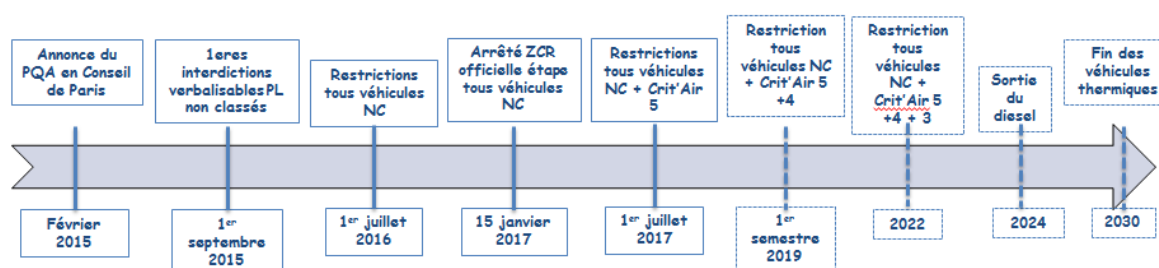 Annonce du
PQA en Conseil
de Paris
1eres
interdictions
verbalisables PL
non classés
Restrictions
tous véhicules
NC
Arrêté ZCR
officielle étape
tous véhicules
NC
Restrictions
tous véhicules
NC + Crit'Air
5
Restriction
tous
véhicules NC
+ Crit'Air 5
+4
Restriction
tous
véhicules
NC +
Crit'Air 5
+4 + 3
Sortie
du
diesel
Fin des
véhicules
thermiques
Février
2015
1er
septembre
2015
1er juillet
2016
15 janvier
2017
1er juillet
2017
1er
semestre
2019
2022
2024
2030